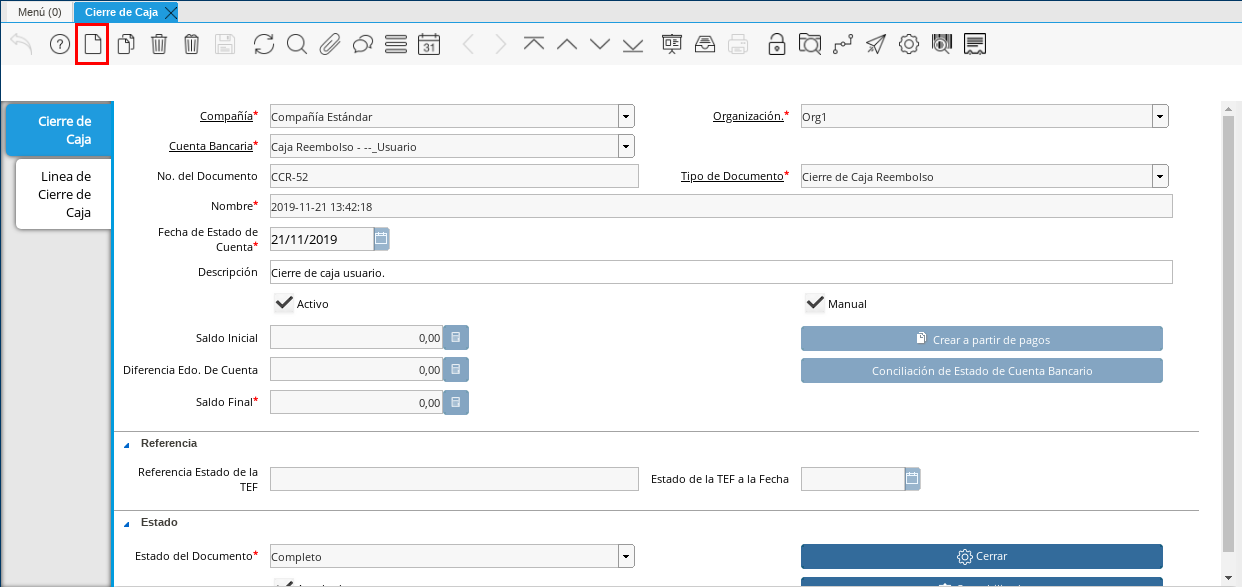 Menú (0) Cierre de Caja
31
Cierre de
Caja
Linea de
Cierre de
Caja
Compañía* Compañía Estándar Organización.* Org1
Cuenta Bancaria* Caja Reembolso - --_Usuario
No. del Documento CCR-52 Tipo de Documento* Cierre de Caja Reembolso
Nombre* 2019-11-21 13:42:18
Fecha de Estado de
Cuenta* 21/11/2019
Descripción Cierre de caja usuario.
Activo Manual
Saldo Inicial 0,00 Crear a partir de pagos
Diferencia Edo. De Cuenta 0,00 Conciliación de Estado de Cuenta Bancario
Saldo Final* 0,00
Referencia
Referencia Estado de la
TEF Estado de la TEF a la Fecha
Estado
Estado del Documento* Completo Cerrar